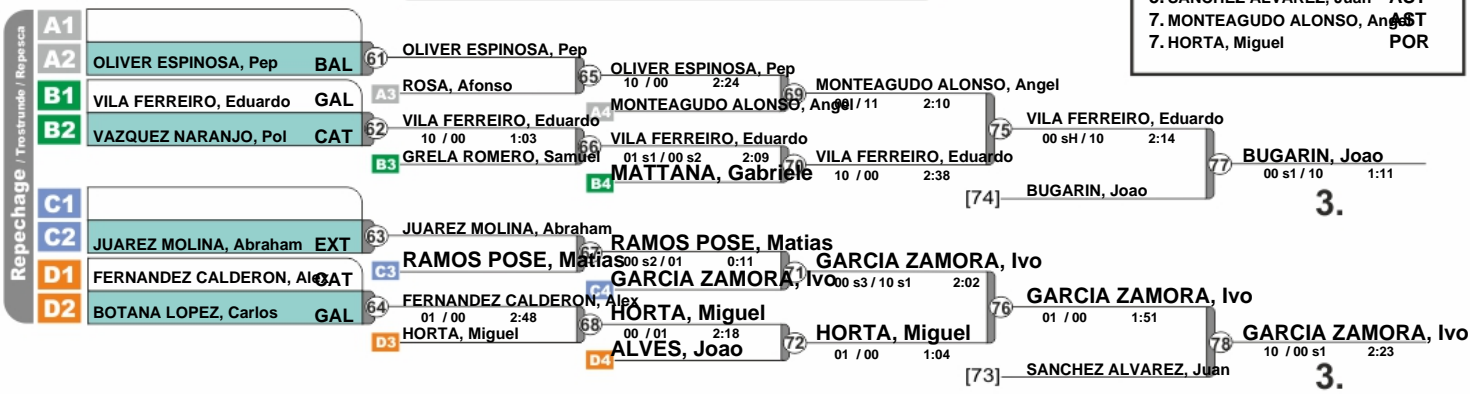 7. MONTEAGUDO ALONSO, Angel AST
7. HORTA, Miguel POR
Repechage / Trostrunde / Repesca
A1
A2 OLIVER ESPINOSA, Pep BAL
B1 VILA FERREIRO, Eduardo GAL
B2 VAZQUEZ NARANJO, Pol CAT
C1
C2 JUAREZ MOLINA, Abraham EXT
D1 FERNANDEZ CALDERON, Alex CAT
D2 BOTANA LOPEZ, Carlos GAL
61 OLIVER ESPINOSA, Pep
A3 ROSA, Afonso
62 VILA FERREIRO, Eduardo
10 / 00 1:03
B3 GRELA ROMERO, Samuel
63 JUAREZ MOLINA, Abraham
C3 RAMOS POSE, Matias
64 FERNANDEZ CALDERON, Alex
01 / 00 2:48
D3 HORTA, Miguel
65 OLIVER ESPINOSA, Pep
10 / 00 2:24
A4 MONTEAGUDO ALONSO, Angel
66 VILA FERREIRO, Eduardo
01 s1 / 00 s2 2:09
B4 MATTANA, Gabriele
67 RAMOS POSE, Matias
00 s2 / 01 0:11
C4 GARCIA ZAMORA, Ivo
68 HORTA, Miguel
00 / 01 2:18
D4 ALVES, Joao
69 MONTEAGUDO ALONSO, Angel
/ 11 2:10
70 VILA FERREIRO, Eduardo
10 / 00 2:38
71 GARCIA ZAMORA, Ivo
00 s3 / 10 s1 2:02
72 HORTA, Miguel
01 / 00 1:04
75 VILA FERREIRO, Eduardo
00 sH / 10 2:14
[74] BUGARIN, Joao
76 GARCIA ZAMORA, Ivo
01 / 00 1:51
[73] SANCHEZ ALVAREZ, Juan
77 BUGARIN, Joao
00 s1 / 10 1:11
3.
78 GARCIA ZAMORA, Ivo
10 / 00 s1 2:23
3.